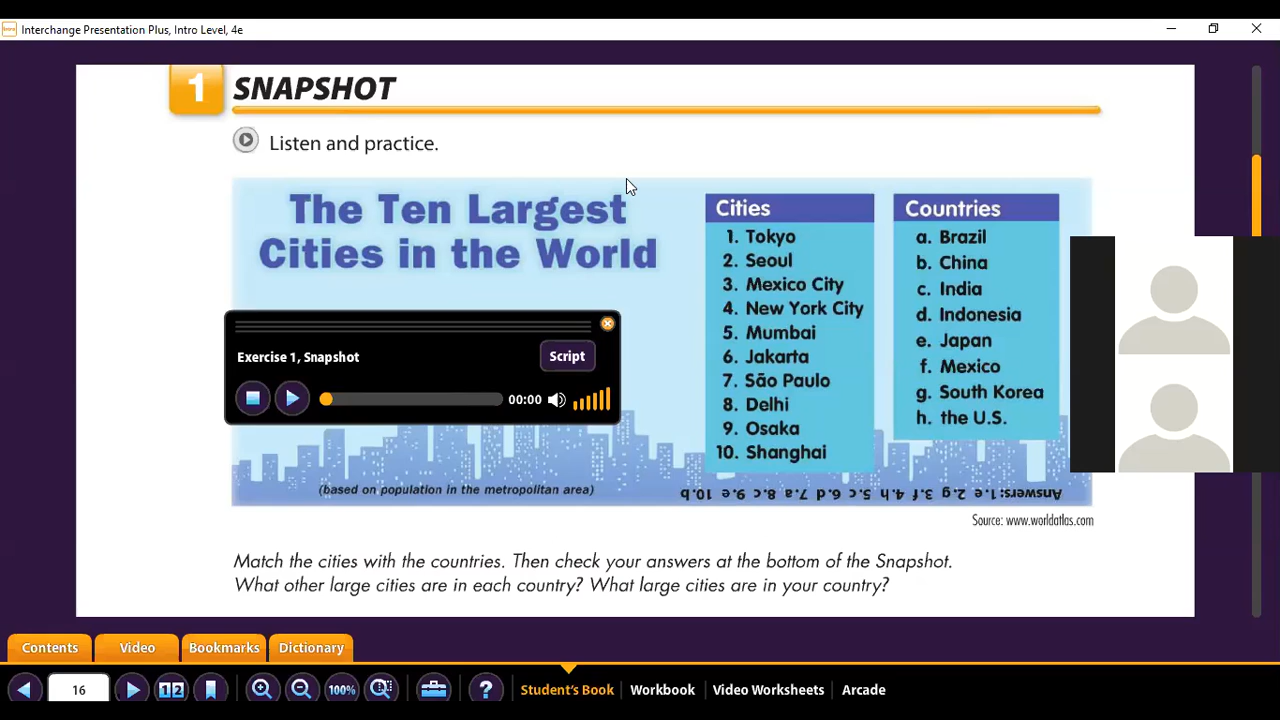 Interchange Presentation Plus, Intro Level, 4e
1 SNAPSHOT
Listen and practice.
The Ten Largest
Cities in the World
Cities
1. Tokyo
2. Seoul
3. Mexico City
4. New York City
5. Mumbai
6. Jakarta
7. São Paulo
8. Delhi
9. Osaka
10. Shanghai
Countries
a. Brazil
b. China
c. India
d. Indonesia
e. Japan
f. Mexico
g. South Korea
h. the U.S.
Exercise 1, Snapshot
Script
00:00
(based on population in the metropolitan area)
Answers: 1. e 2. g 3. f 4. h 5. c 6. d 7. a 8. c 9. e 10. b
Source: www.worldatlas.com
Match the cities with the countries. Then check your answers at the bottom of the Snapshot.
What other large cities are in each country? What large cities are in your country?
Contents Video Bookmarks Dictionary
16 1 2 100% ? Student's Book Workbook Video Worksheets Arcade